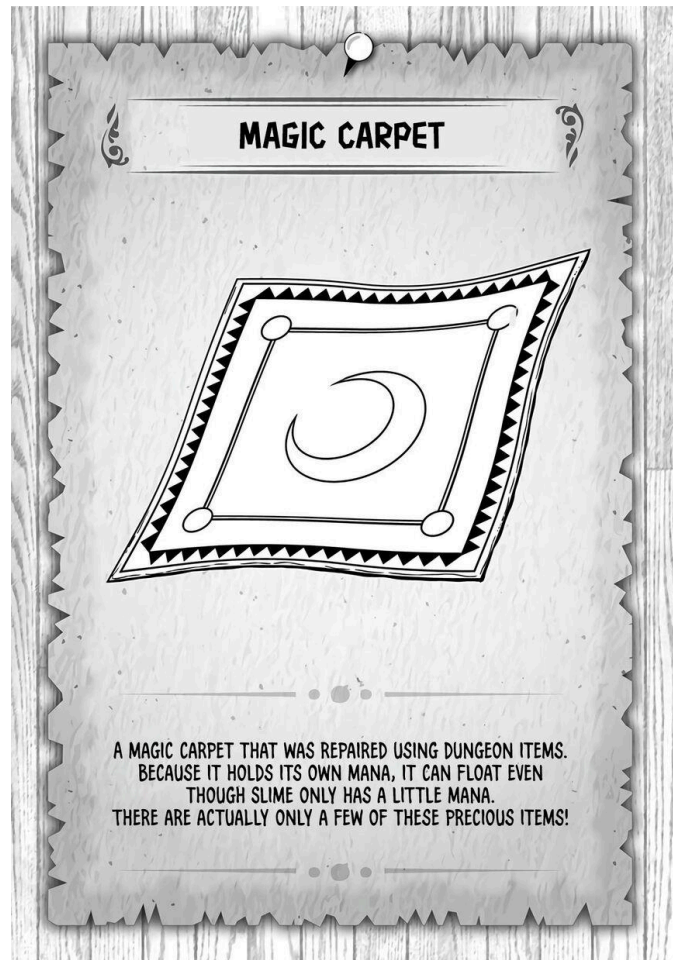 MAGIC CARPET
A MAGIC CARPET THAT WAS REPAIRED USING DUNGEON ITEMS.
BECAUSE IT HOLDS ITS OWN MANA, IT CAN FLOAT EVEN
THOUGH SLIME ONLY HAS A LITTLE MANA.
THERE ARE ACTUALLY ONLY A FEW OF THESE PRECIOUS ITEMS!